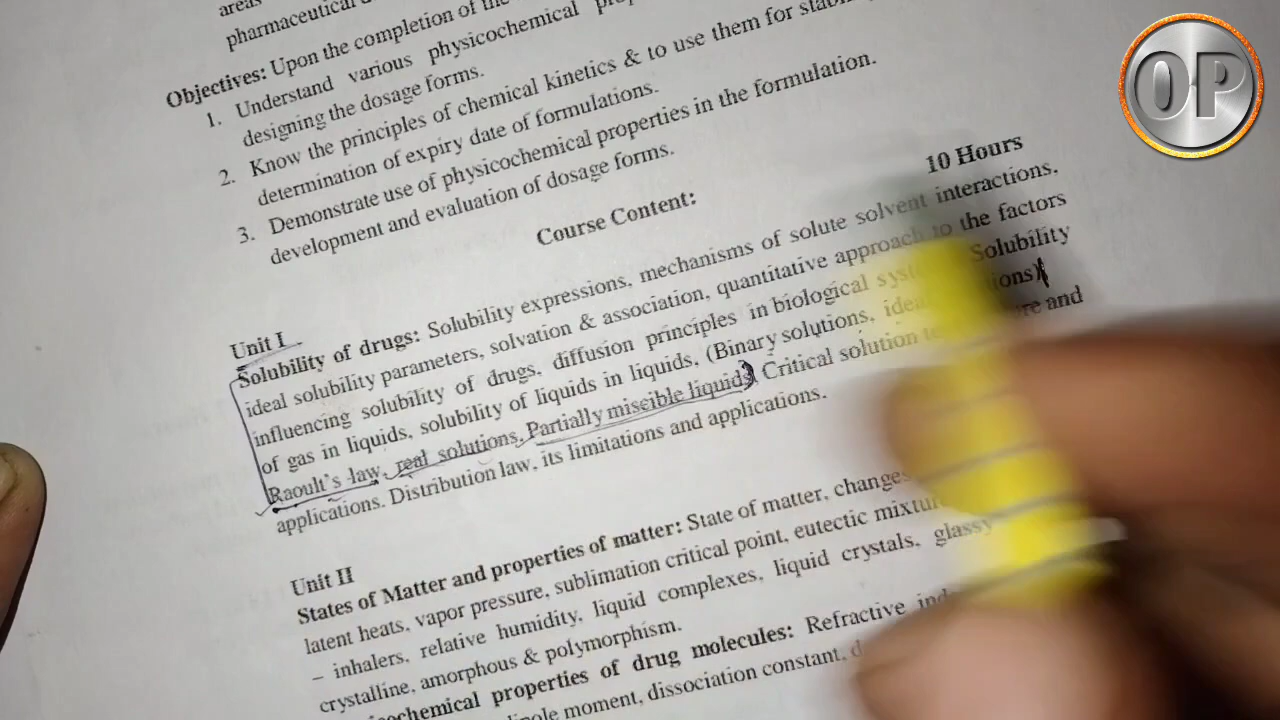 areas
pharmaceutical
Objectives: Upon the completion of the
1. Understand various physicochemical
designing the dosage forms.
2. Know the principles of chemical kinetics & to use them for
determination of expiry date of formulations.
3. Demonstrate use of physicochemical properties in the formulation.
development and evaluation of dosage forms.
Course Content:
10 Hours
Unit I
Solubility of drugs: Solubility expressions, mechanisms of solute solvent interactions,
ideal solubility parameters, solvation & association, quantitative approach to the factors
influencing solubility of drugs, diffusion principles in biological Solubility
of gas in liquids, solubility of liquids in liquids, (Binary solutions,
Raoult's law, real solutions, Partially miscible liquids) Critical solution and
applications. Distribution law, its limitations and applications.
Unit II
States of Matter and properties of matter: State of matter, changes
latent heats, vapor pressure, sublimation critical point, eutectic
– inhalers, relative humidity, liquid complexes, liquid crystals, glassy
crystalline, amorphous & polymorphism.
properties of drug molecules: Refractive
moment, dissociation constant,
OP